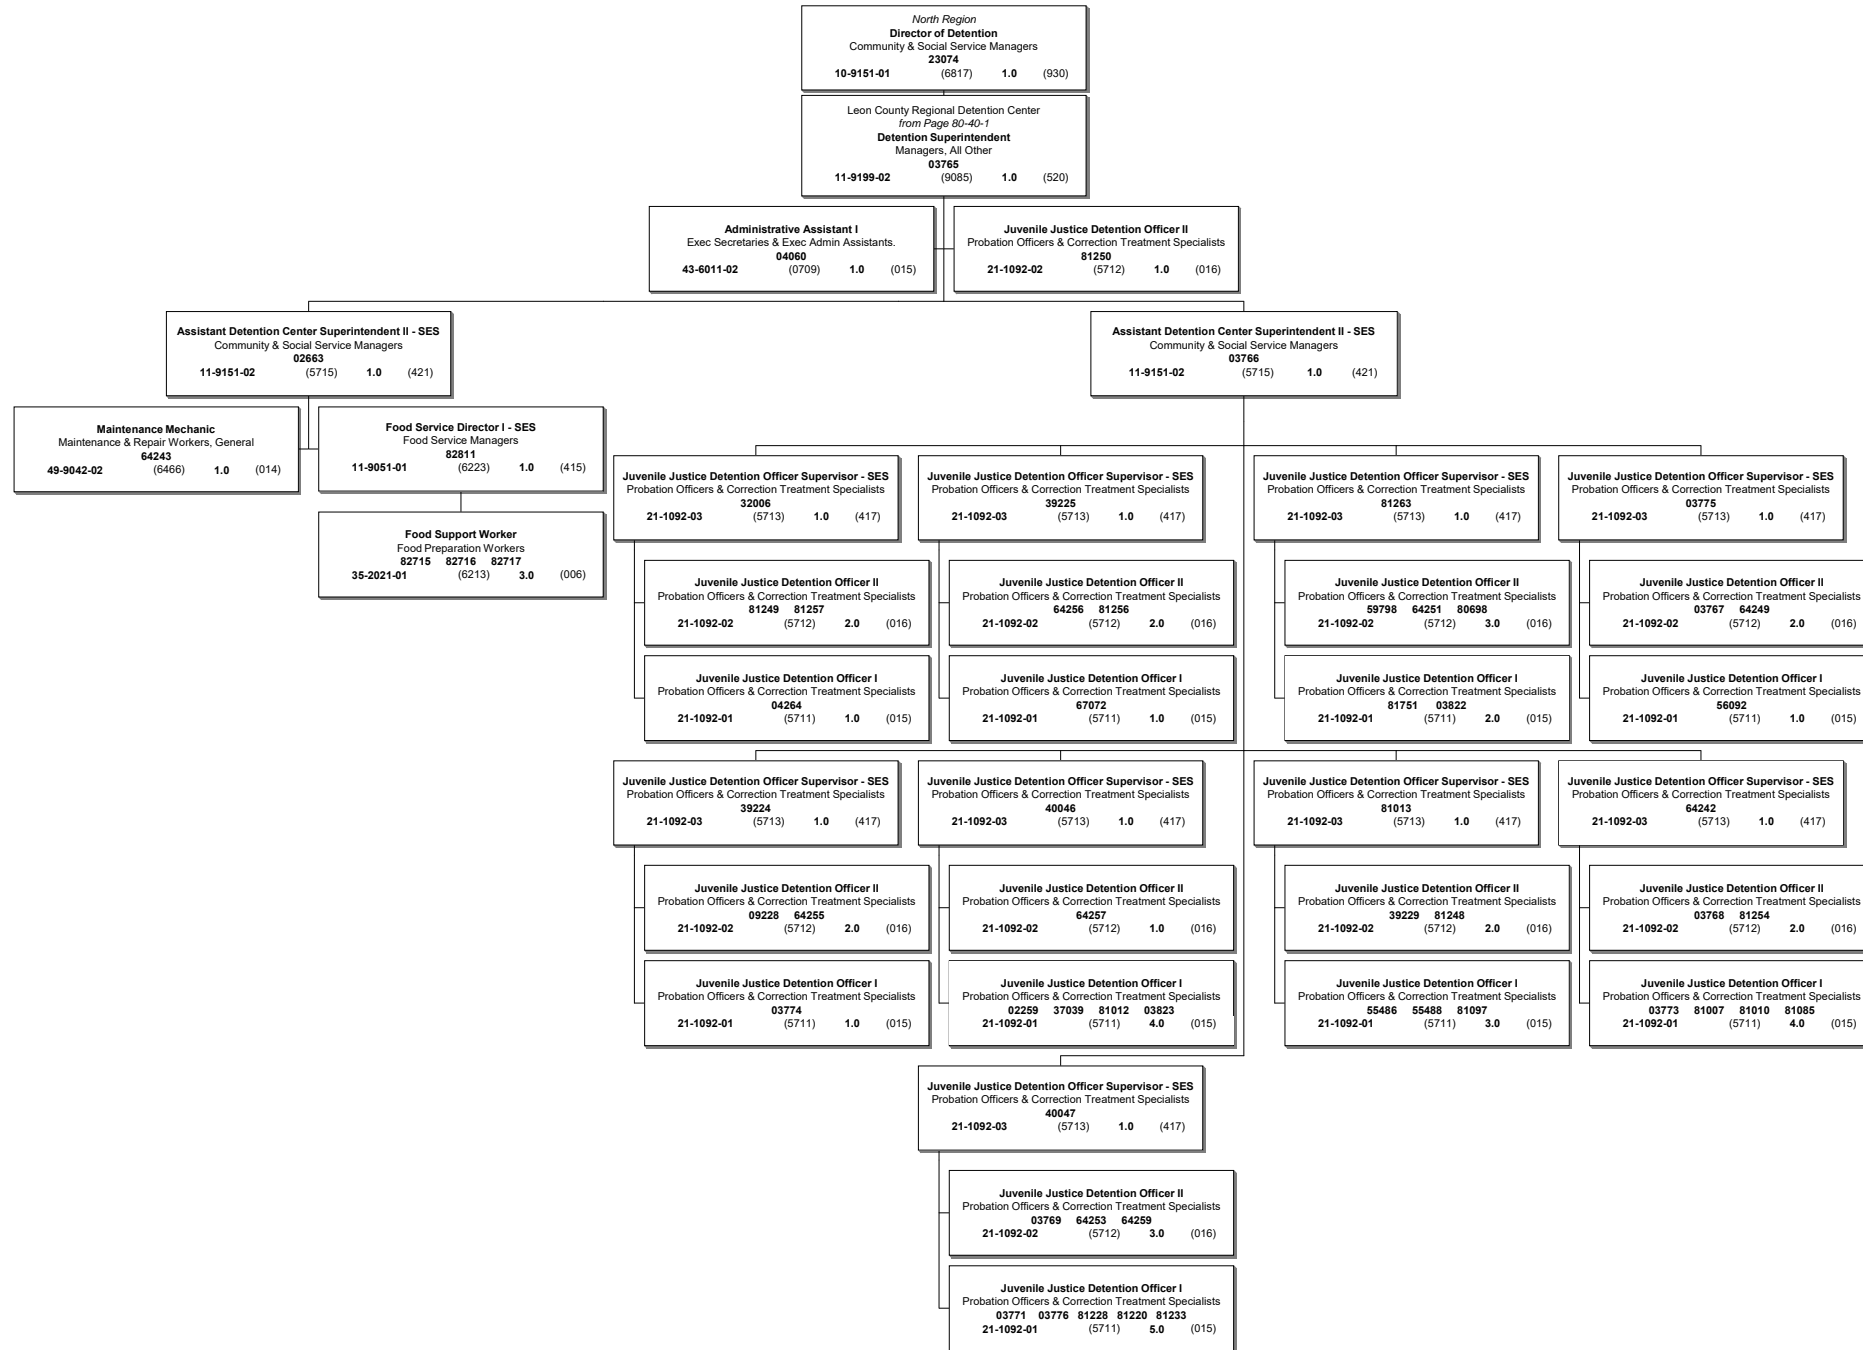 North Region
Director of Detention
Community & Social Service Managers
23074
10-9151-01 (6817) 1.0 (930)
Leon County Regional Detention Center
from Page 80-40-1
Detention Superintendent
Managers, All Other
03765
11-9199-02 (9085) 1.0 (520)
Administrative Assistant I
Exec Secretaries & Exec Admin Assistants.
04060
43-6011-02 (0709) 1.0 (015)
Juvenile Justice Detention Officer II
Probation Officers & Correction Treatment Specialists
81250
21-1092-02 (5712) 1.0 (016)
Assistant Detention Center Superintendent II - SES
Community & Social Service Managers
02663
11-9151-02 (5715) 1.0 (421)
Assistant Detention Center Superintendent II - SES
Community & Social Service Managers
03766
11-9151-02 (5715) 1.0 (421)
Maintenance Mechanic
Maintenance & Repair Workers, General
64243
49-9042-02 (6466) 1.0 (014)
Food Service Director I - SES
Food Service Managers
82811
11-9051-01 (6223) 1.0 (415)
Food Support Worker
Food Preparation Workers
82715 82716 82717
35-2021-01 (6213) 3.0 (006)
Juvenile Justice Detention Officer Supervisor - SES
Probation Officers & Correction Treatment Specialists
32006
21-1092-03 (5713) 1.0 (417)
Juvenile Justice Detention Officer Supervisor - SES
Probation Officers & Correction Treatment Specialists
39225
21-1092-03 (5713) 1.0 (417)
Juvenile Justice Detention Officer Supervisor - SES
Probation Officers & Correction Treatment Specialists
81263
21-1092-03 (5713) 1.0 (417)
Juvenile Justice Detention Officer Supervisor - SES
Probation Officers & Correction Treatment Specialists
03775
21-1092-03 (5713) 1.0 (417)
Juvenile Justice Detention Officer II
Probation Officers & Correction Treatment Specialists
81249 81257
21-1092-02 (5712) 2.0 (016)
Juvenile Justice Detention Officer II
Probation Officers & Correction Treatment Specialists
64256 81256
21-1092-02 (5712) 2.0 (016)
Juvenile Justice Detention Officer II
Probation Officers & Correction Treatment Specialists
59798 64251 80698
21-1092-02 (5712) 3.0 (016)
Juvenile Justice Detention Officer II
Probation Officers & Correction Treatment Specialists
03767 64249
21-1092-02 (5712) 2.0 (016)
Juvenile Justice Detention Officer I
Probation Officers & Correction Treatment Specialists
04264
21-1092-01 (5711) 1.0 (015)
Juvenile Justice Detention Officer I
Probation Officers & Correction Treatment Specialists
67072
21-1092-01 (5711) 1.0 (015)
Juvenile Justice Detention Officer I
Probation Officers & Correction Treatment Specialists
81751 03822
21-1092-01 (5711) 2.0 (015)
Juvenile Justice Detention Officer I
Probation Officers & Correction Treatment Specialists
56092
21-1092-01 (5711) 1.0 (015)
Juvenile Justice Detention Officer Supervisor - SES
Probation Officers & Correction Treatment Specialists
39224
21-1092-03 (5713) 1.0 (417)
Juvenile Justice Detention Officer Supervisor - SES
Probation Officers & Correction Treatment Specialists
40046
21-1092-03 (5713) 1.0 (417)
Juvenile Justice Detention Officer Supervisor - SES
Probation Officers & Correction Treatment Specialists
81013
21-1092-03 (5713) 1.0 (417)
Juvenile Justice Detention Officer Supervisor - SES
Probation Officers & Correction Treatment Specialists
64242
21-1092-03 (5713) 1.0 (417)
Juvenile Justice Detention Officer II
Probation Officers & Correction Treatment Specialists
09228 64255
21-1092-02 (5712) 2.0 (016)
Juvenile Justice Detention Officer II
Probation Officers & Correction Treatment Specialists
64257
21-1092-02 (5712) 1.0 (016)
Juvenile Justice Detention Officer II
Probation Officers & Correction Treatment Specialists
39229 81248
21-1092-02 (5712) 2.0 (016)
Juvenile Justice Detention Officer II
Probation Officers & Correction Treatment Specialists
03768 81254
21-1092-02 (5712) 2.0 (016)
Juvenile Justice Detention Officer I
Probation Officers & Correction Treatment Specialists
03774
21-1092-01 (5711) 1.0 (015)
Juvenile Justice Detention Officer I
Probation Officers & Correction Treatment Specialists
02259 37039 81012 03823
21-1092-01 (5711) 4.0 (015)
Juvenile Justice Detention Officer I
Probation Officers & Correction Treatment Specialists
55486 55488 81097
21-1092-01 (5711) 3.0 (015)
Juvenile Justice Detention Officer I
Probation Officers & Correction Treatment Specialists
03773 81007 81010 81085
21-1092-01 (5711) 4.0 (015)
Juvenile Justice Detention Officer Supervisor - SES
Probation Officers & Correction Treatment Specialists
40047
21-1092-03 (5713) 1.0 (417)
Juvenile Justice Detention Officer II
Probation Officers & Correction Treatment Specialists
03769 64253 64259
21-1092-02 (5712) 3.0 (016)
Juvenile Justice Detention Officer I
Probation Officers & Correction Treatment Specialists
03771 03776 81228 81220 81233
21-1092-01 (5711) 5.0 (015)